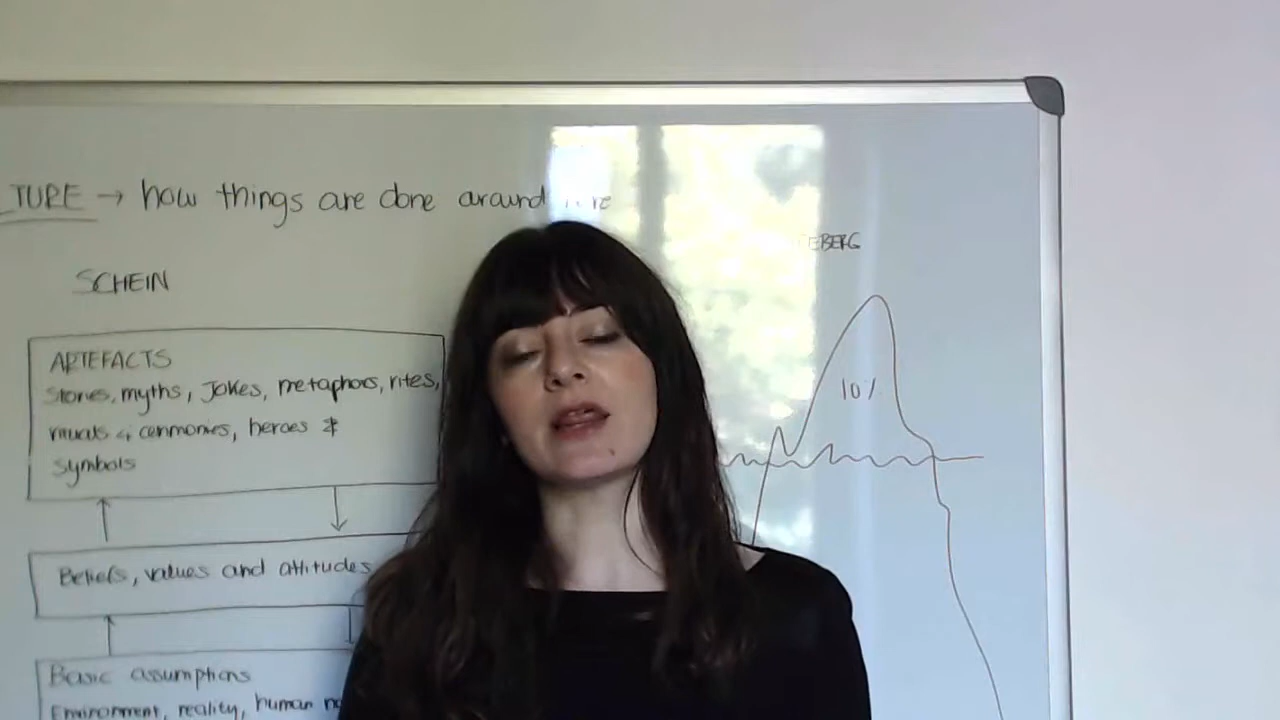 TURE → how things are done around
SCHEIN
EBERG
ARTEFACTS
Stories, myths, Jokes, metaphors, rites,
rituals & cermonies, heroes &
symbols
10%
Beliefs, values and attitudes
Basic assumptions
Environment, reality, human